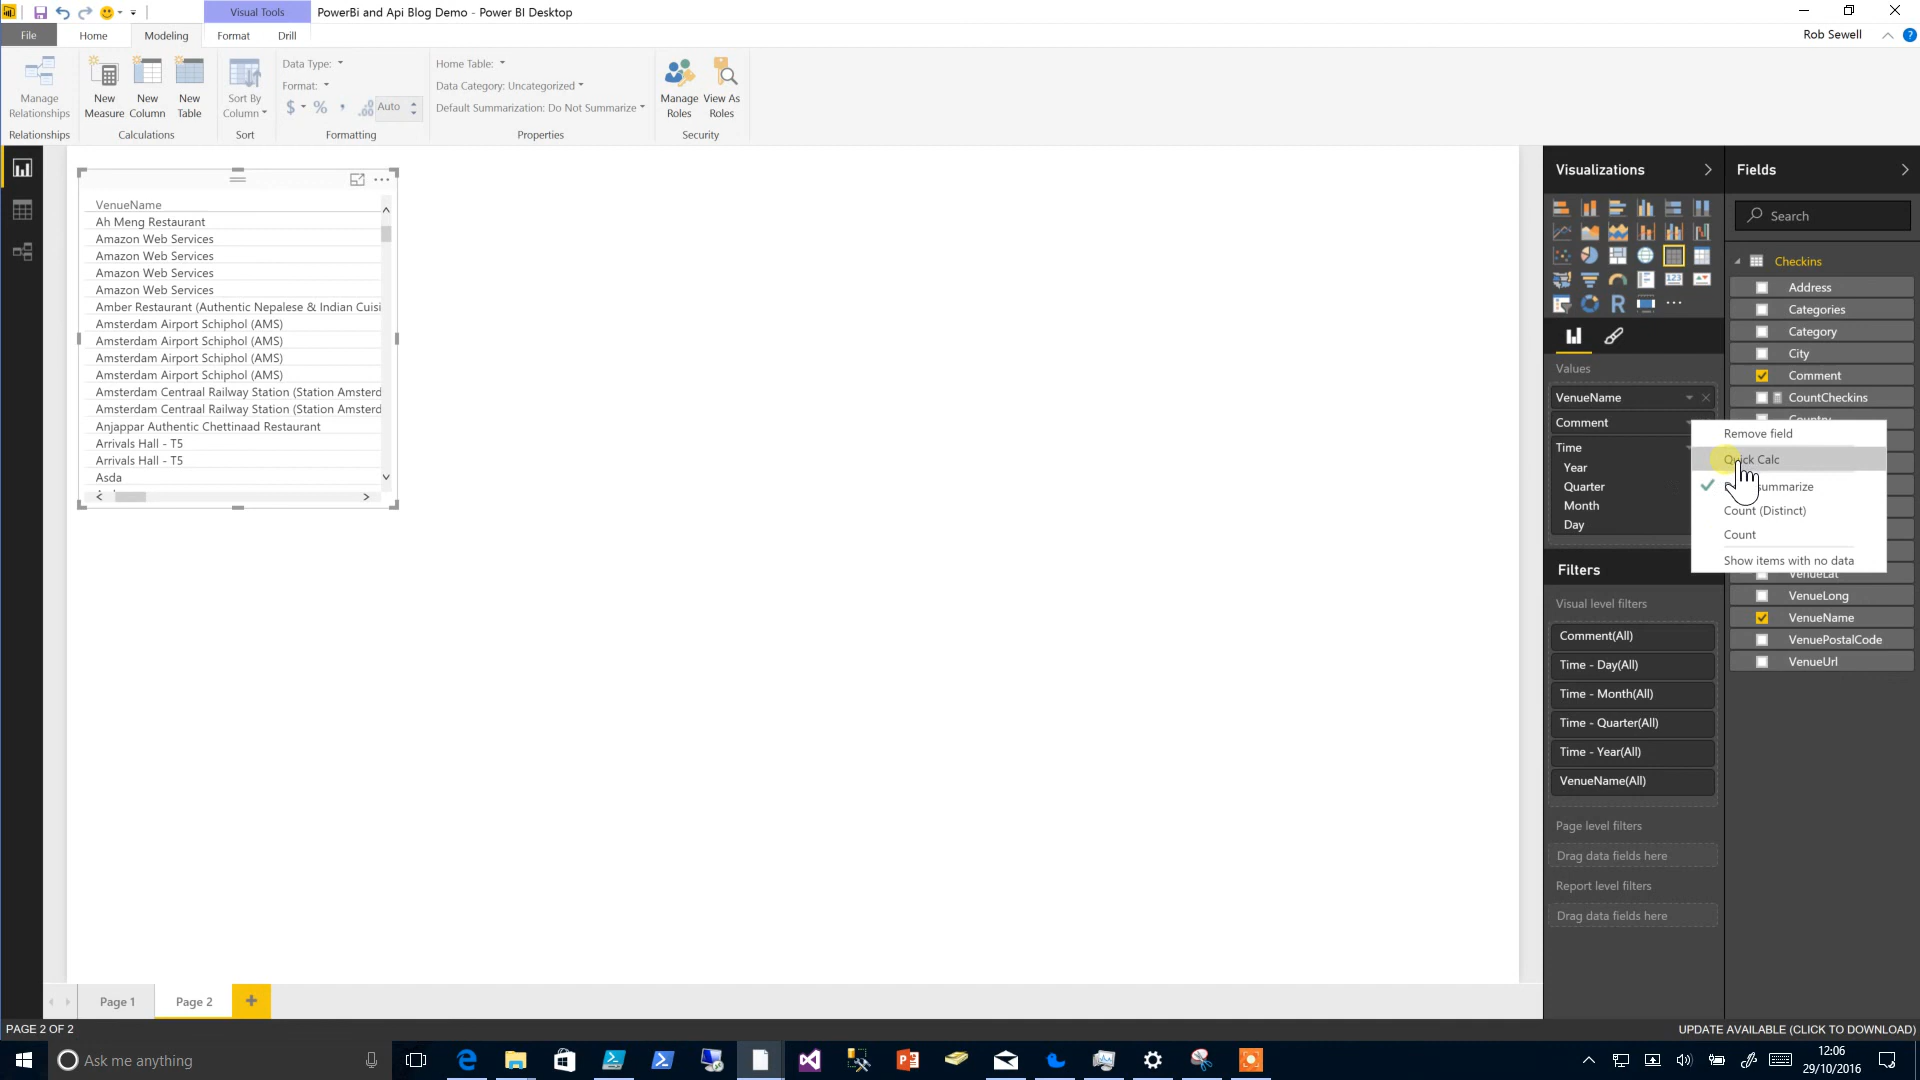 Visual Tools
PowerBi and Api Blog Demo - Power BI Desktop
File
Home
Modeling
Format
Drill
Rob Sewell
Manage Relationships
New Measure
New Column
New Table
Sort By Column
Data Type:
Format:
$ % , .00 Auto
Home Table:
Data Category: Uncategorized
Default Summarization: Do Not Summarize
Manage Roles
View As Roles
Relationships
Calculations
Sort
Formatting
Properties
Security
VenueName
Ah Meng Restaurant
Amazon Web Services
Amazon Web Services
Amazon Web Services
Amazon Web Services
Amber Restaurant (Authentic Nepalese & Indian Cuisi
Amsterdam Airport Schiphol (AMS)
Amsterdam Airport Schiphol (AMS)
Amsterdam Airport Schiphol (AMS)
Amsterdam Airport Schiphol (AMS)
Amsterdam Centraal Railway Station (Station Amsterd
Amsterdam Centraal Railway Station (Station Amsterd
Anjappar Authentic Chettinaad Restaurant
Arrivals Hall - T5
Arrivals Hall - T5
Asda
Visualizations
Values
VenueName
Comment
Time
Year
Quarter
Month
Day
Remove field
Quick Calc
summarize
Count (Distinct)
Count
Show items with no data
Filters
Visual level filters
Comment(All)
Time - Day(All)
Time - Month(All)
Time - Quarter(All)
Time - Year(All)
VenueName(All)
Page level filters
Drag data fields here
Report level filters
Drag data fields here
Fields
Search
Checkins
Address
Categories
Category
City
Comment
CountCheckins
Country
VenueLat
VenueLong
VenueName
VenuePostalCode
VenueUrl
Page 1
Page 2
PAGE 2 OF 2
UPDATE AVAILABLE (CLICK TO DOWNLOAD)
Ask me anything
12:06
29/10/2016